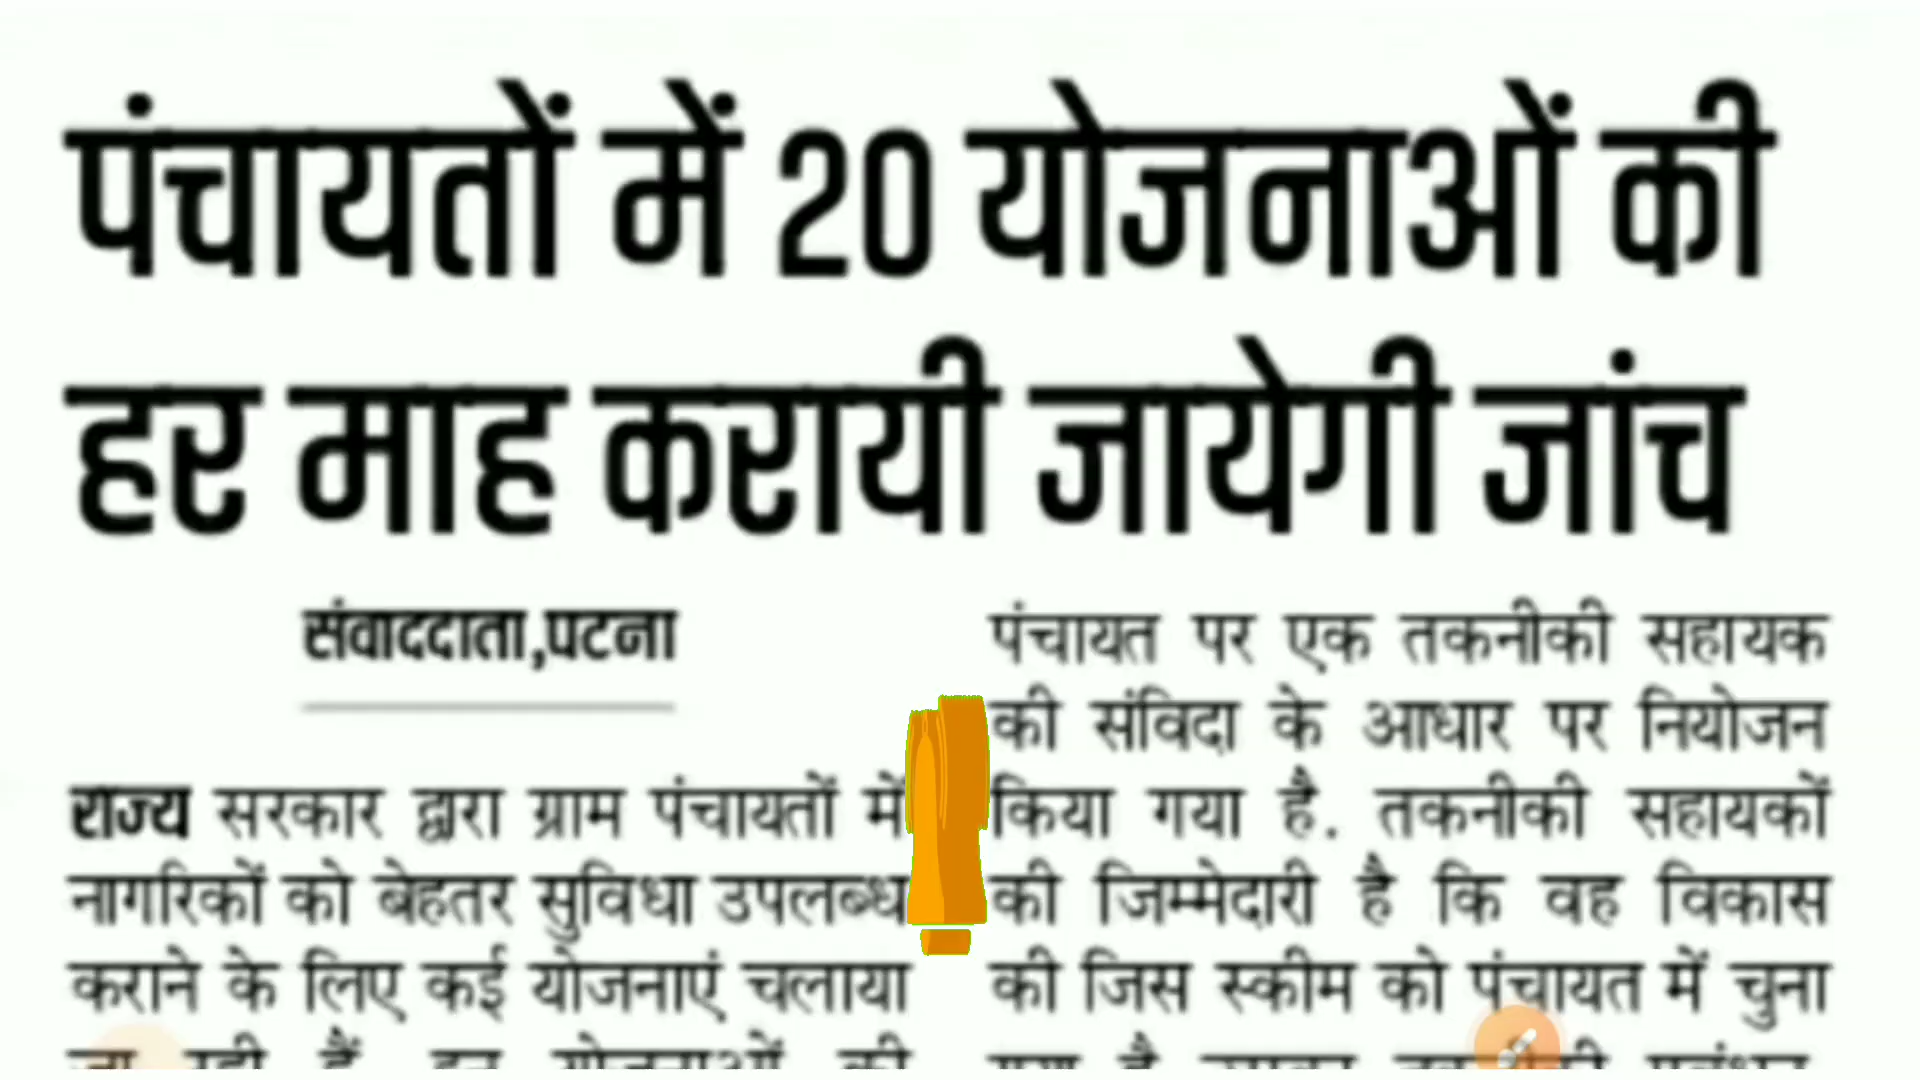 पंचायतों में 20 योजनाओं की
हर माह करायी जायेगी जांच
संवाददाता,पटना
राज्य सरकार द्वारा ग्राम पंचायतों में
नागरिकों को बेहतर सुविधा उपलब्ध
कराने के लिए कई योजनाएं चलाया
पंचायत पर एक तकनीकी सहायक
की संविदा के आधार पर नियोजन
किया गया है. तकनीकी सहायकों
की जिम्मेदारी है कि वह विकास
की जिस स्कीम को पंचायत में चुना